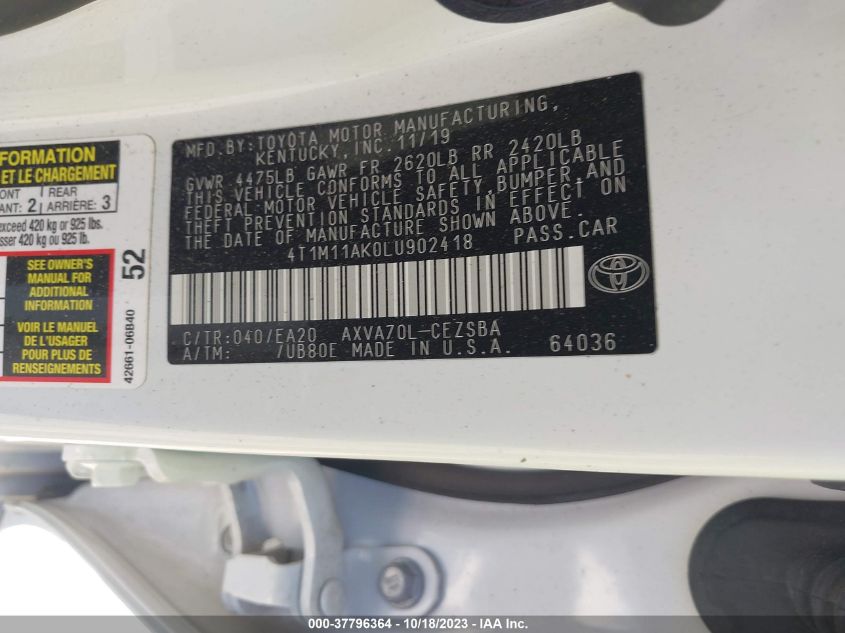 FORMATION
ET LE CHARGEMENT
ONT 2 REAR
ANT: ARRIÈRE: 3
exceed 420 kg or 925 lbs.
sser 420 kg ou 925 lb.
SEE OWNER'S
MANUAL FOR
ADDITIONAL
INFORMATION
VOIR LE MANUEL
POUR PLUS DE
RENSEIGNEMENTS
52
42661-06B40
MFD. BY: TOYOTA MOTOR MANUFACTURING,
KENTUCKY, INC. 11/19
GVWR 4475LB GAWR FR 2620LB RR 2420LB
THIS VEHICLE CONFORMS TO ALL APPLICABLE
FEDERAL MOTOR VEHICLE SAFETY, BUMPER, AND
THEFT PREVENTION STANDARDS IN EFFECT ON
THE DATE OF MANUFACTURE SHOWN ABOVE.
4T1M11AK0LU902418 PASS. CAR
C/TR: 040/EA20 AXVA70L-CEZSBA
A/TM: /UB80E MADE IN U.S.A. 64036
000-37796364 - 10/18/2023 - IAA Inc.